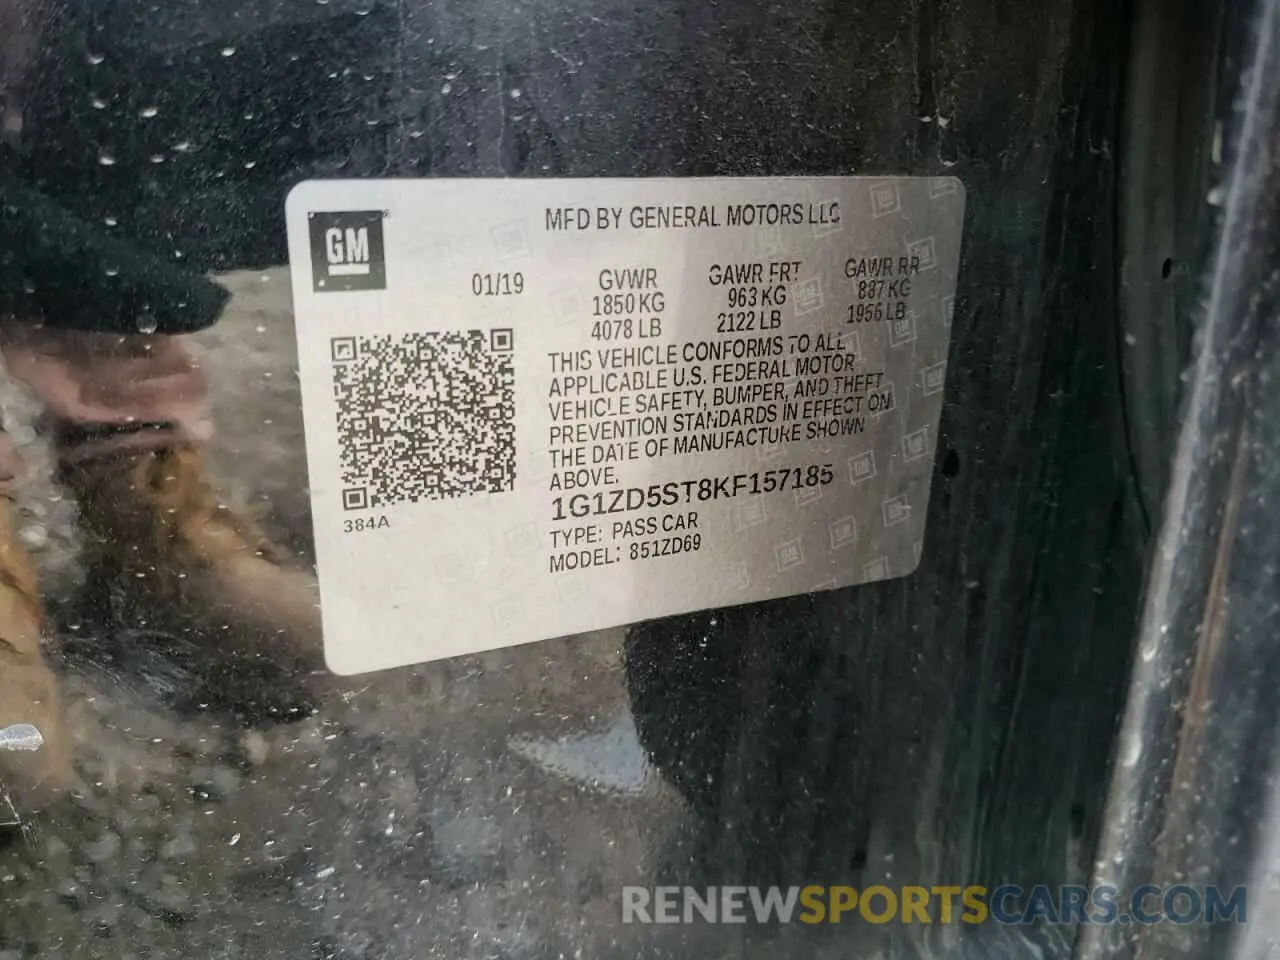 GM
MFD BY GENERAL MOTORS LLC
01/19
GVWR
1850 KG
4078 LB
GAWR FRT
963 KG
2122 LB
GAWR RR
887 KG
1956 LB
THIS VEHICLE CONFORMS TO ALL
APPLICABLE U.S. FEDERAL MOTOR
VEHICLE SAFETY, BUMPER, AND THEFT
PREVENTION STANDARDS IN EFFECT ON
THE DATE OF MANUFACTURE SHOWN
ABOVE.
1G1ZD5ST8KF157185
TYPE: PASS CAR
MODEL: 851ZD69
384A
RENEWSPORTSCARS.COM